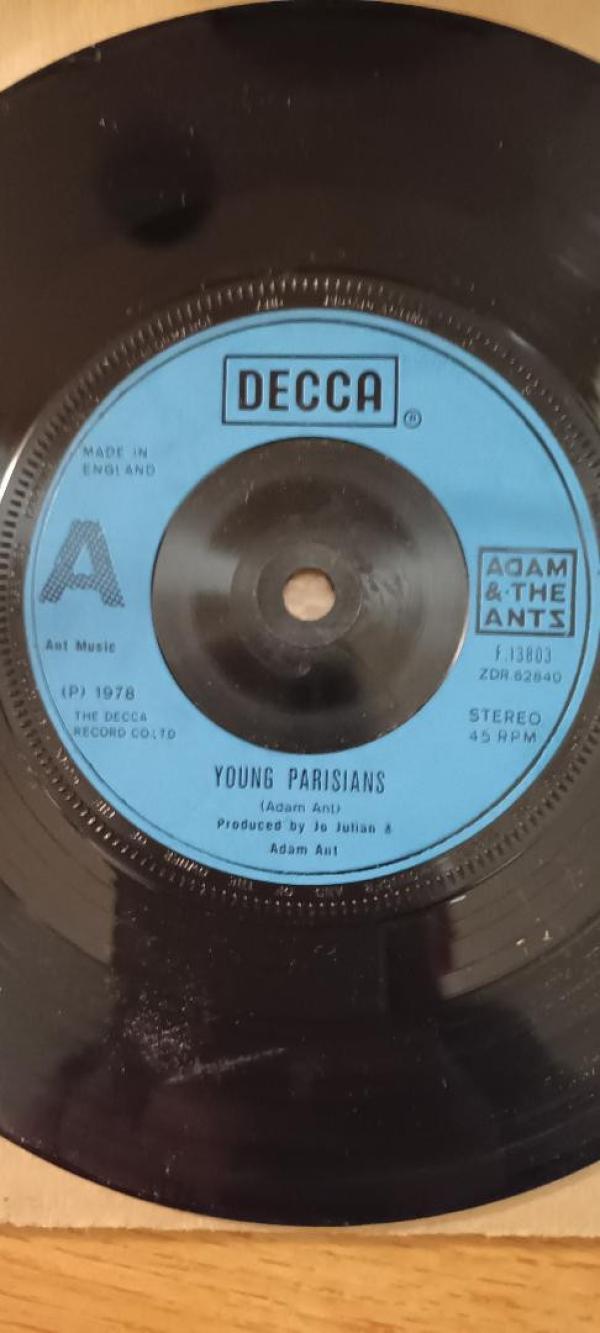 DECCA
®
MADE IN
ENGLAND
A
ADAM
& THE
ANTS
Ant Music
F.13803
ZDR 62840
(P) 1978
THE DECCA
RECORD CO. LTD
STEREO
45 RPM
YOUNG PARISIANS
(Adam Ant)
Produced by Jo Julian &
Adam Ant